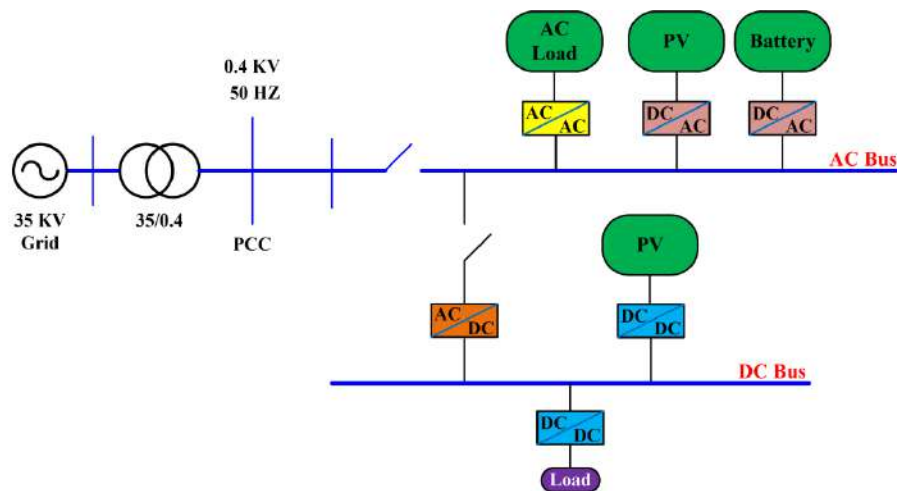 AC
Load
PV
Battery
0.4 KV
50 HZ
AC
AC
DC
AC
DC
AC
AC Bus
35 KV
Grid
35/0.4
PCC
PV
AC
DC
DC
DC
DC Bus
DC
DC
Load